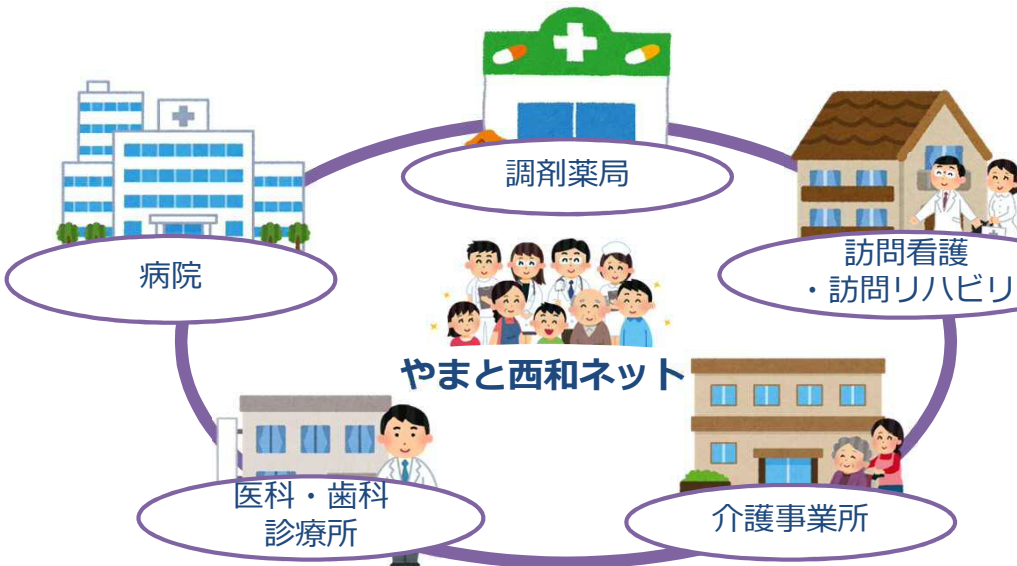 調剤薬局
病院
訪問看護
・訪問リハビリ
やまと西和ネット
医科・歯科
診療所
介護事業所